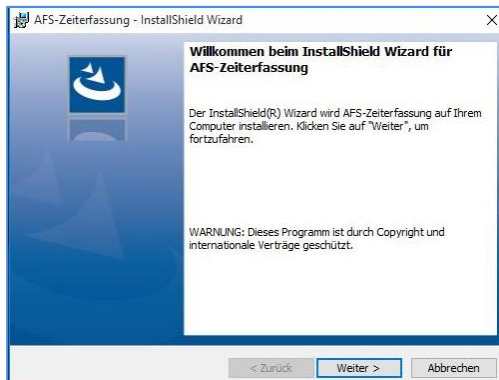 AFS-Zeiterfassung - InstallShield Wizard
Willkommen beim InstallShield Wizard für
AFS-Zeiterfassung
Der InstallShield(R) Wizard wird AFS-Zeiterfassung auf Ihrem
Computer installieren. Klicken Sie auf "Weiter", um
fortzufahren.
WARNUNG: Dieses Programm ist durch Copyright und
internationale Verträge geschützt.
< Zurück Weiter > Abbrechen